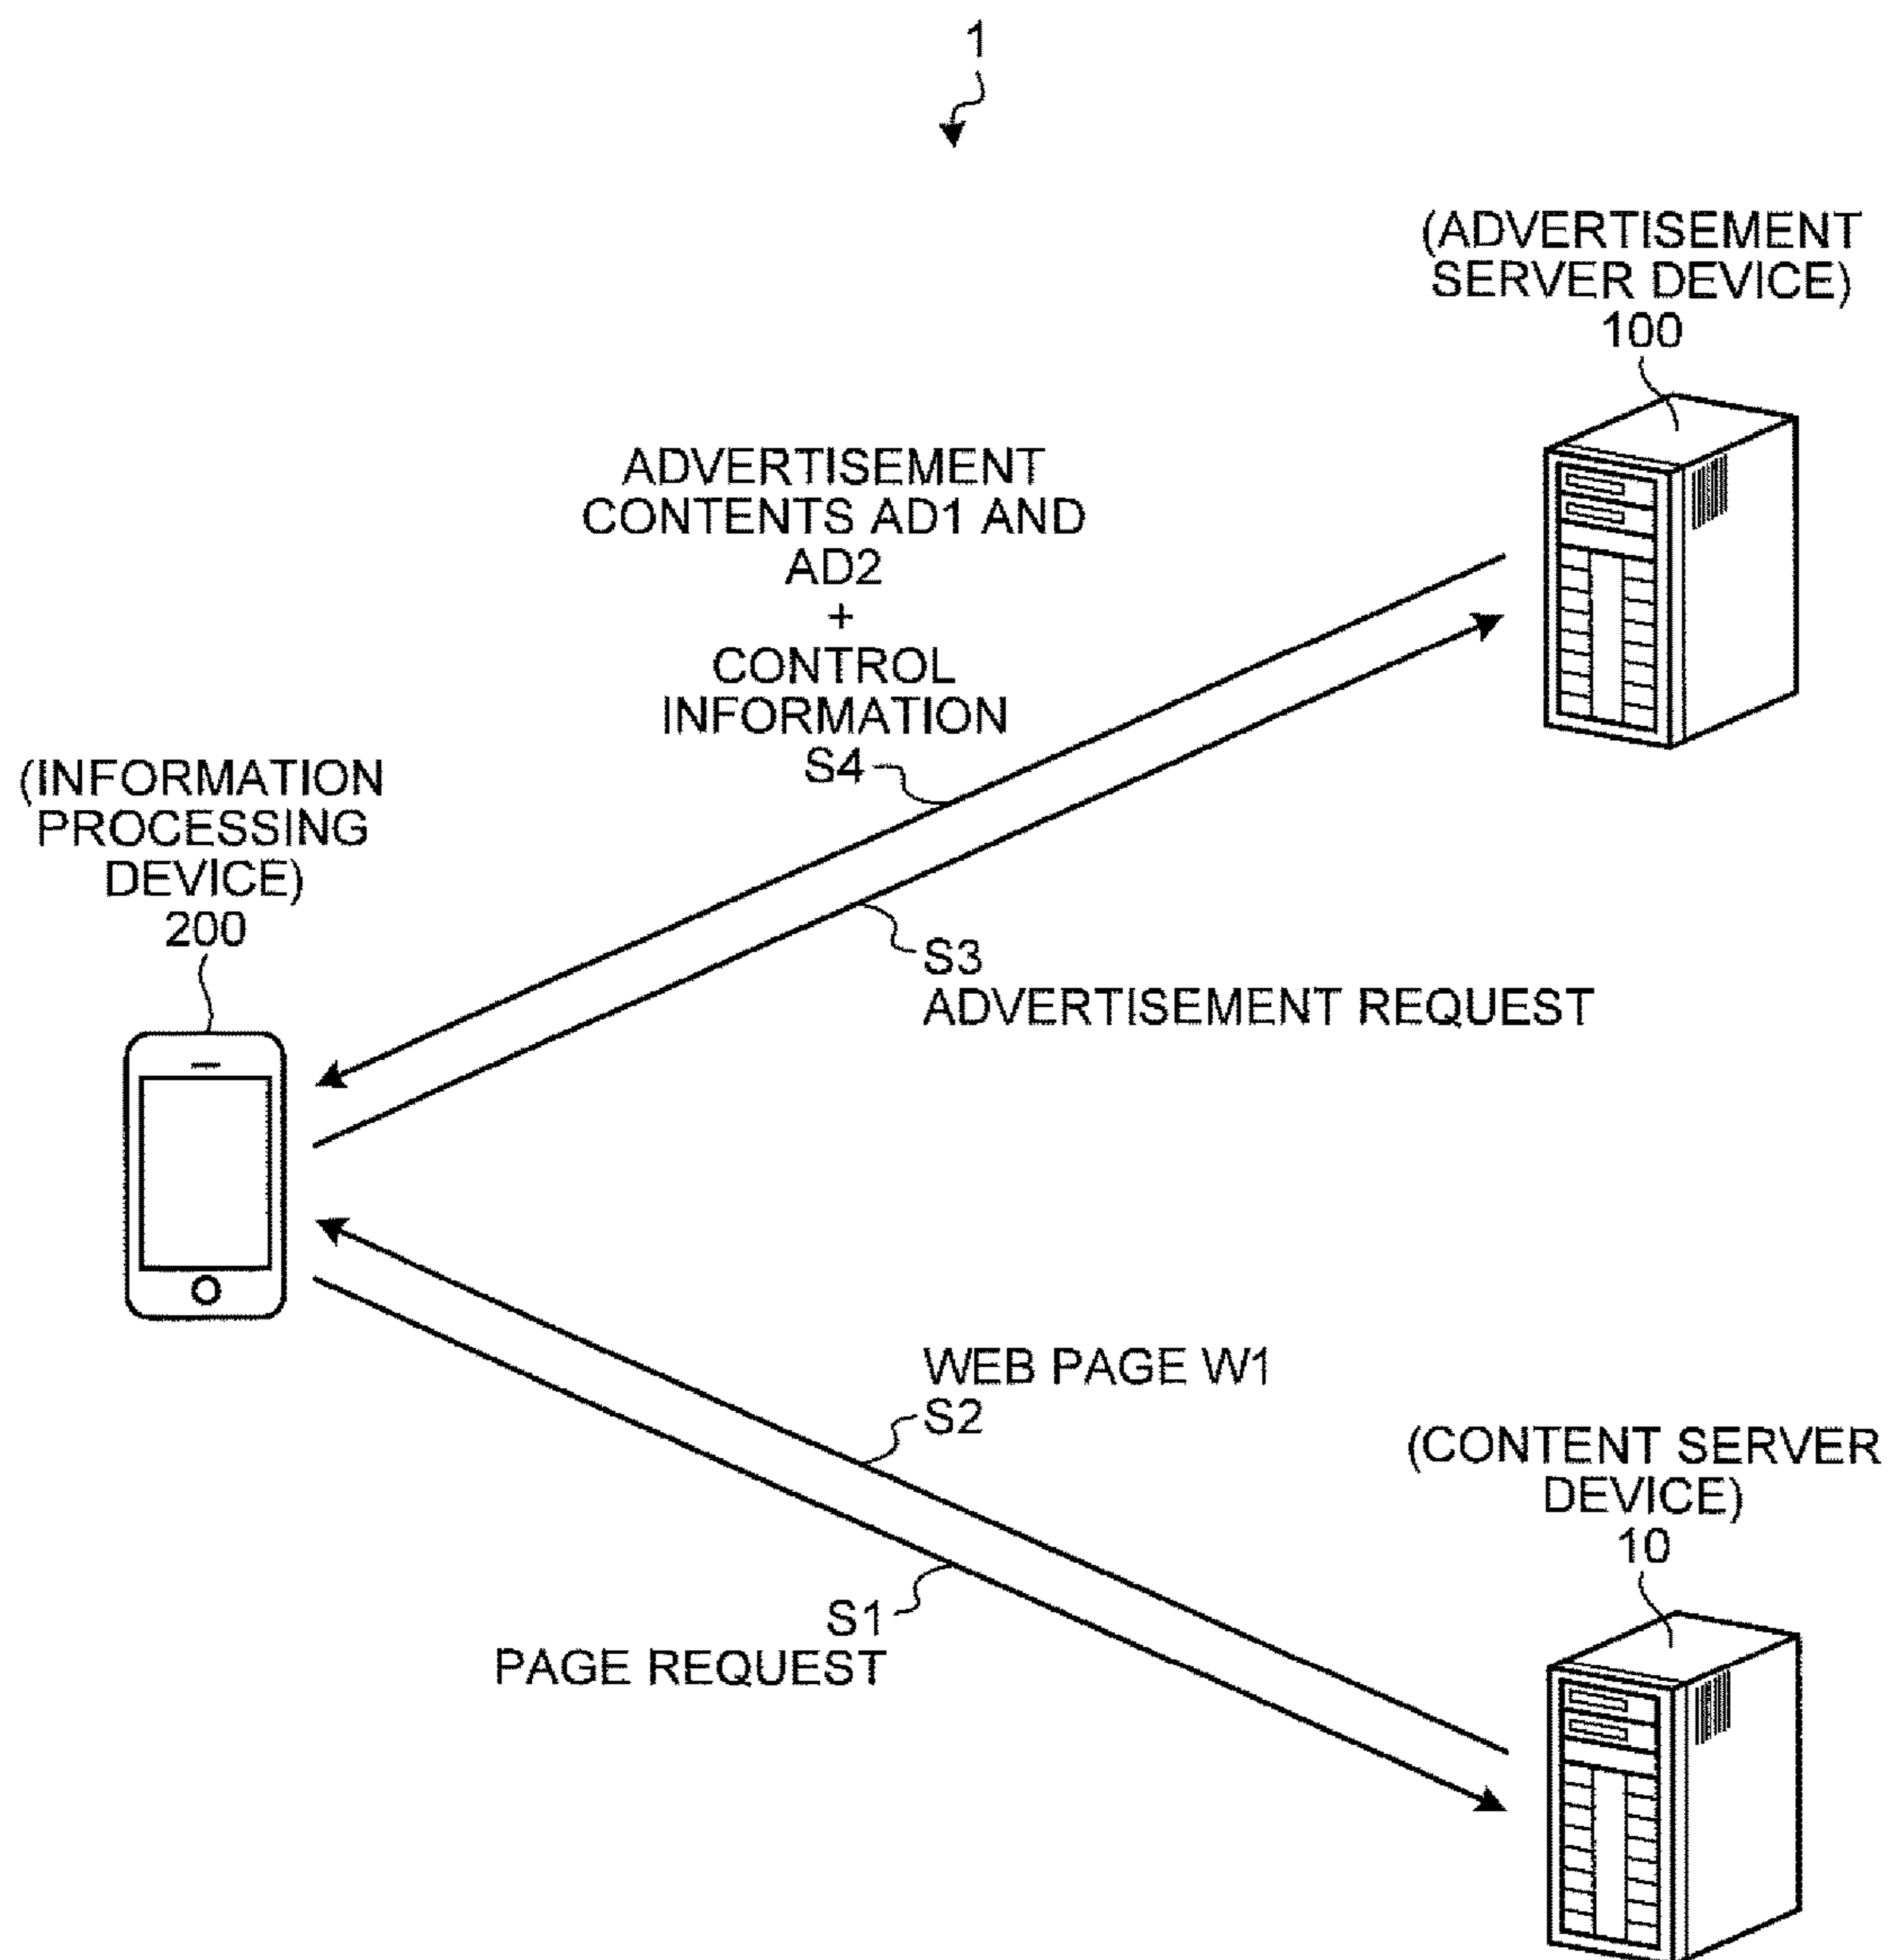 1
(ADVERTISEMENT
SERVER DEVICE)
100
ADVERTISEMENT
CONTENTS AD1 AND
AD2
+
CONTROL
INFORMATION
S4
(INFORMATION
PROCESSING
DEVICE)
200
S3
ADVERTISEMENT REQUEST
WEB PAGE W1
S2
(CONTENT SERVER
DEVICE)
10
S1
PAGE REQUEST